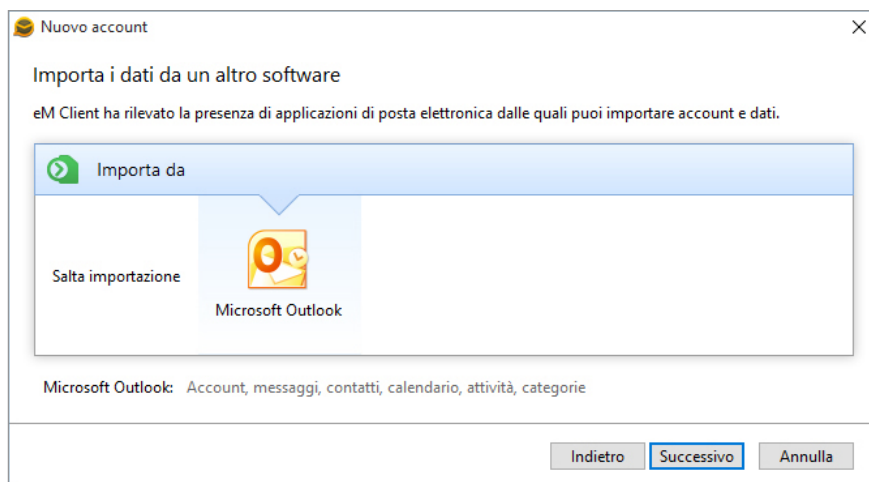 Nuovo account
Importa i dati da un altro software
eM Client ha rilevato la presenza di applicazioni di posta elettronica dalle quali puoi importare account e dati.
Importa da
Salta importazione
Microsoft Outlook
Microsoft Outlook: Account, messaggi, contatti, calendario, attività, categorie
Indietro Successivo Annulla